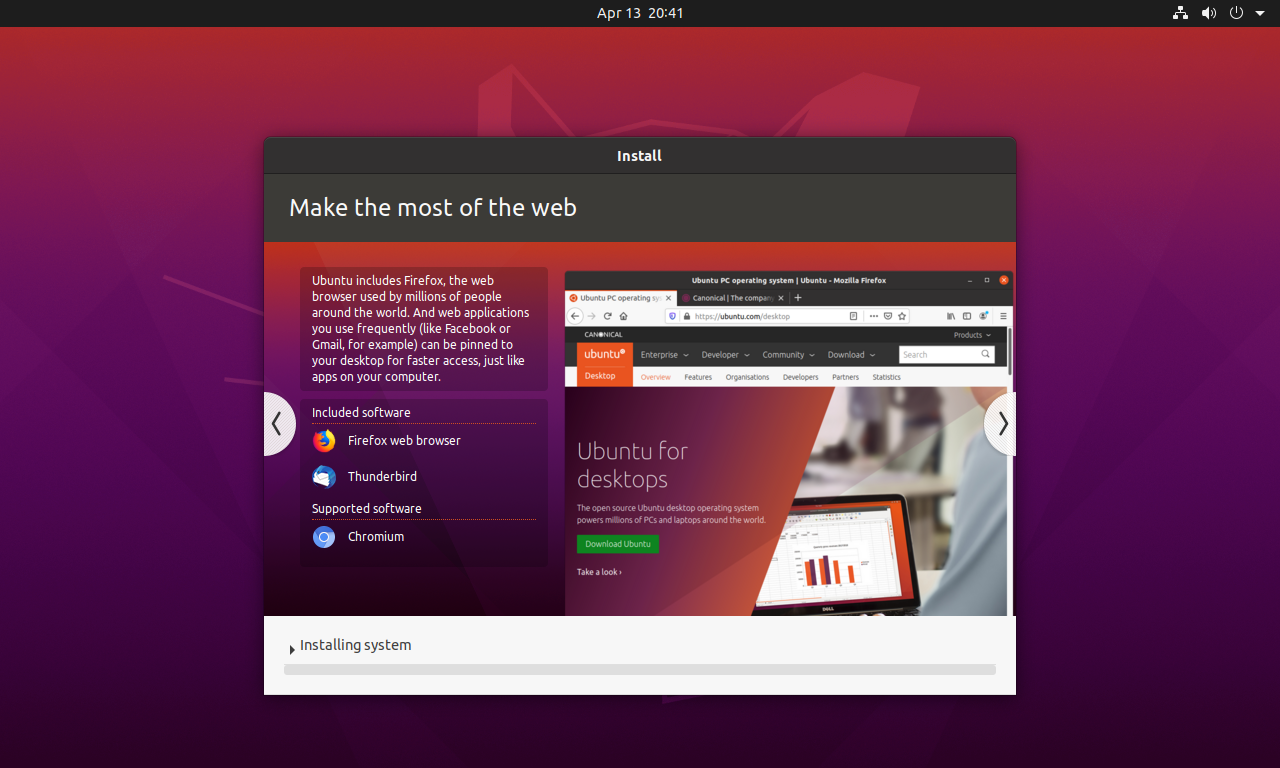 Apr 13 20:41
Install
Make the most of the web
Ubuntu includes Firefox, the web
browser used by millions of people
around the world. And web applications
you use frequently (like Facebook or
Gmail, for example) can be pinned to
your desktop for faster access, just like
apps on your computer.
Included software
Firefox web browser
Thunderbird
Supported software
Chromium
Ubuntu PC operating system | Ubuntu - Mozilla Firefox
Ubuntu PC operating sy
Canonical | The company
https://ubuntu.com/desktop
CANONICAL
Products
ubuntu®
Enterprise
Developer
Community
Download
Search
Desktop
Overview
Features
Organisations
Developers
Partners
Statistics
Ubuntu for
desktops
The open source Ubuntu desktop operating system
powers millions of PCs and laptops around the world.
Download Ubuntu
Take a look ›
DELL
Installing system